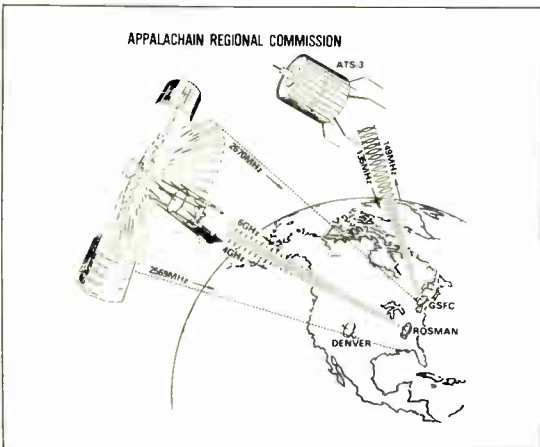 APPALACHAIN REGIONAL COMMISSION
ATS-3
2670MHz
149MHz
135MHz
6GHz
4GHz
2569MHz
GSFC
ROSMAN
DENVER